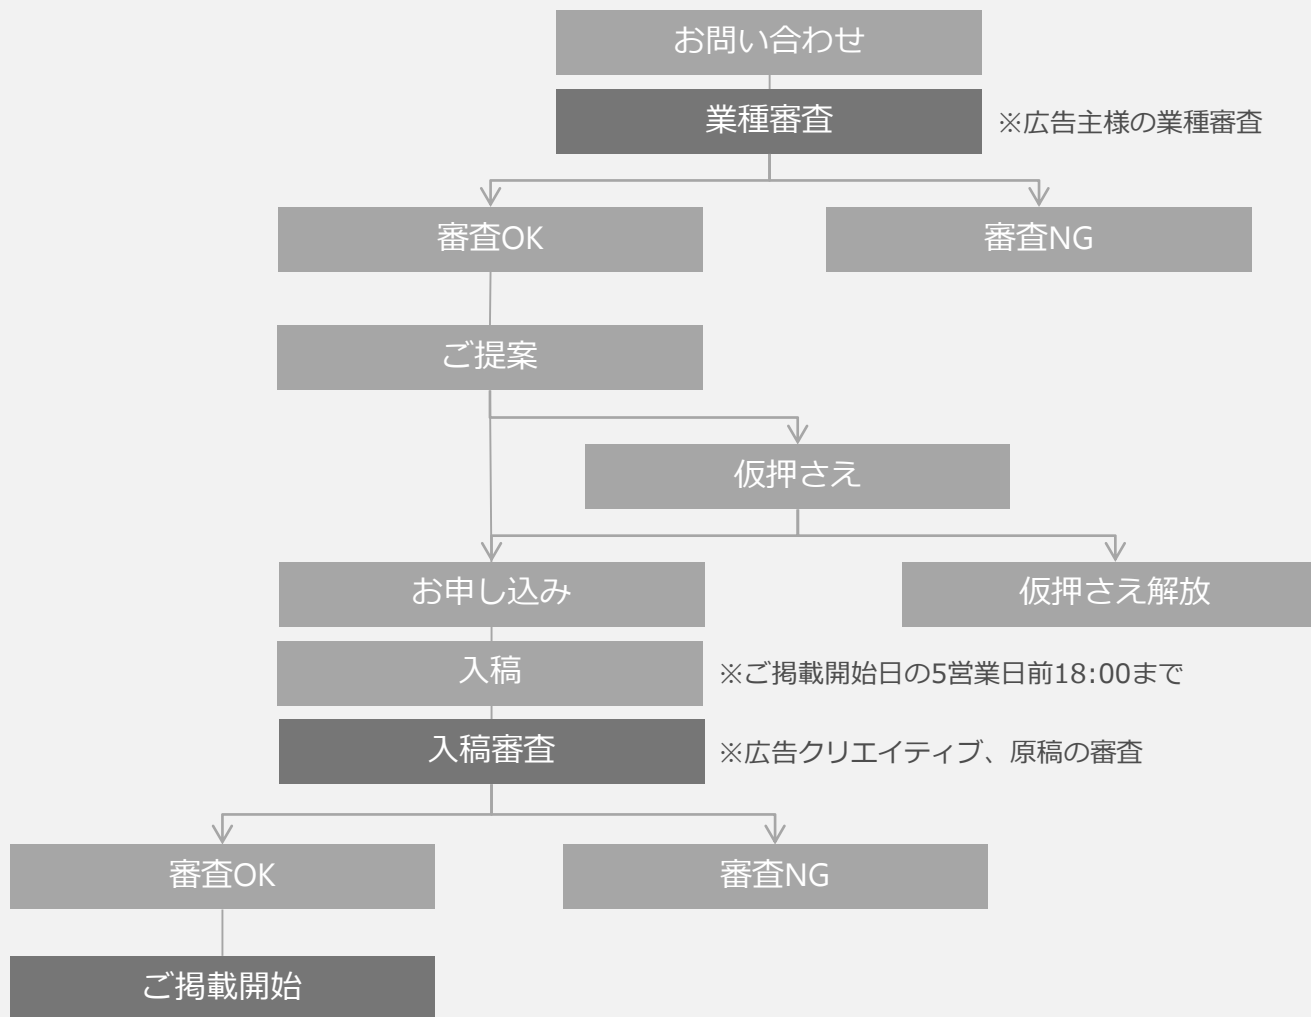 お問い合わせ
業種審査
※広告主様の業種審査
審査OK
審査NG
ご提案
仮押さえ
お申し込み
仮押さえ解放
入稿
※ご掲載開始日の5営業日前18:00まで
入稿審査
※広告クリエイティブ、原稿の審査
審査OK
審査NG
ご掲載開始